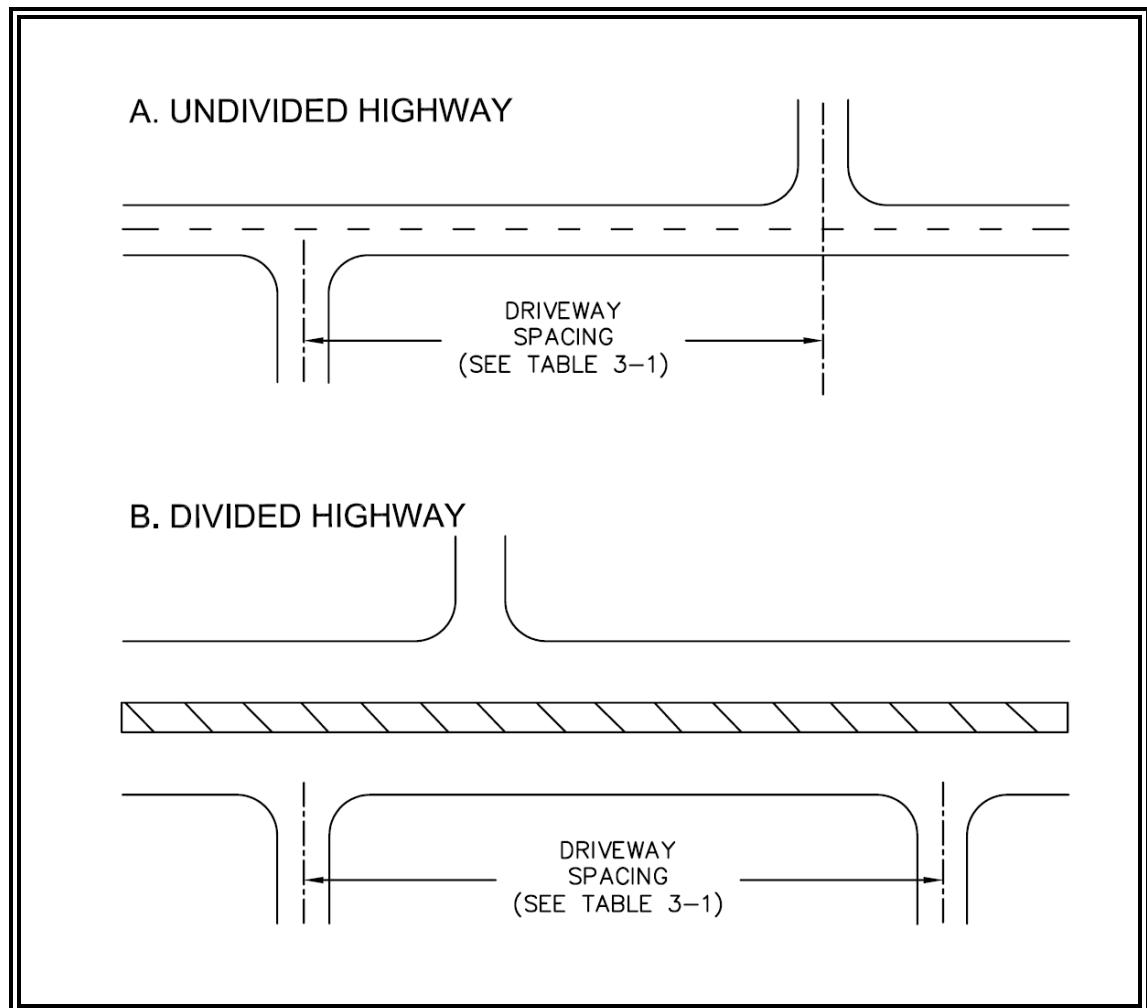 A. UNDIVIDED HIGHWAY
DRIVEWAY
SPACING
(SEE TABLE 3-1)
B. DIVIDED HIGHWAY
DRIVEWAY
SPACING
(SEE TABLE 3-1)